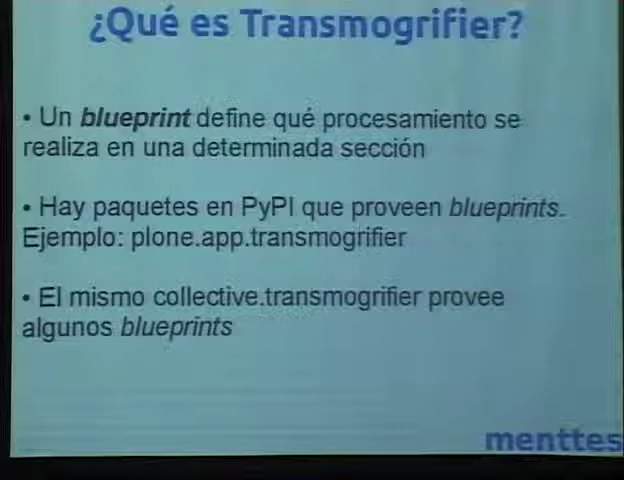 ¿Qué es Transmogrifier?
• Un blueprint define qué procesamiento se
realiza en una determinada sección
• Hay paquetes en PyPI que proveen blueprints.
Ejemplo: plone.app.transmogrifier
• El mismo collective.transmogrifier provee
algunos blueprints
menttes